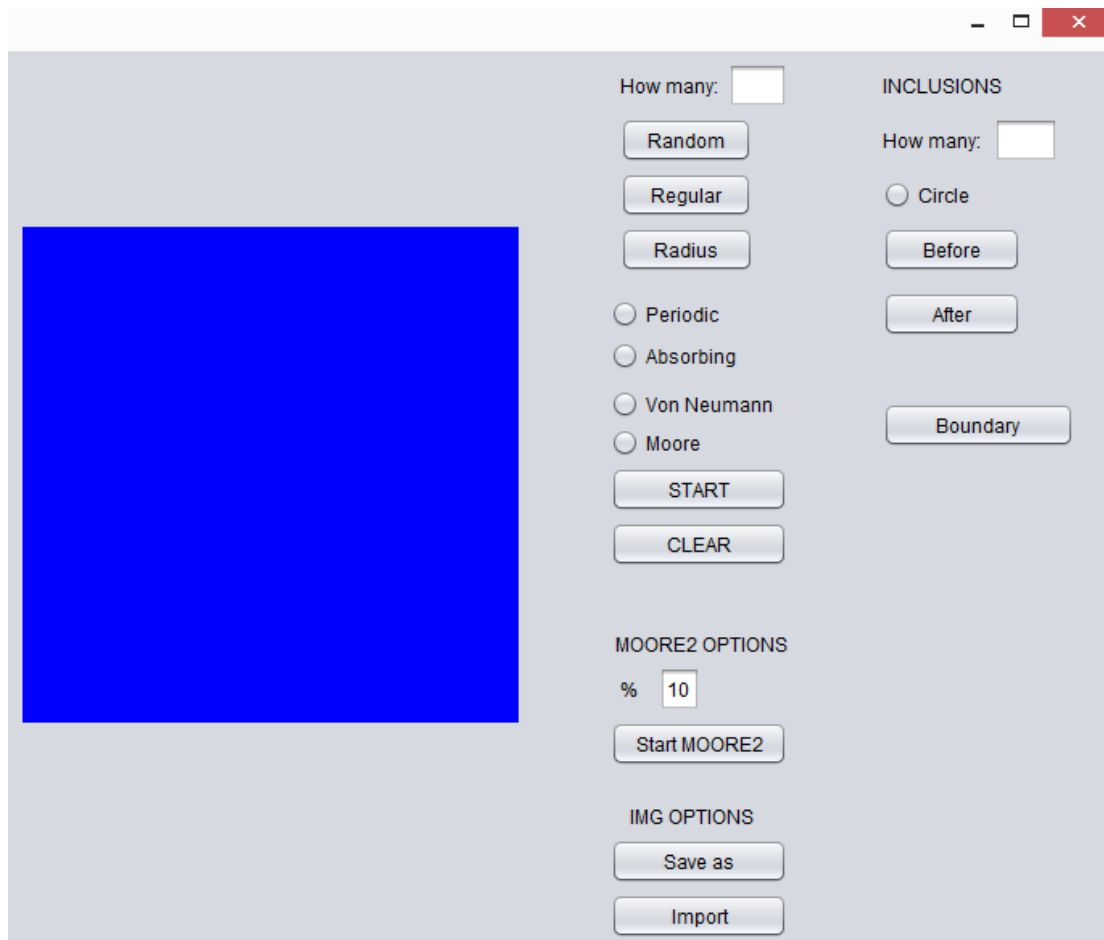 How many:
Random
Regular
Radius
Periodic
Absorbing
Von Neumann
Moore
START
CLEAR
MOORE2 OPTIONS
% 10
Start MOORE2
IMG OPTIONS
Save as
Import
INCLUSIONS
How many:
Circle
Before
After
Boundary